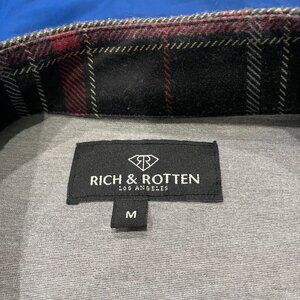 RICH & ROTTEN
LOS ANGELES
M